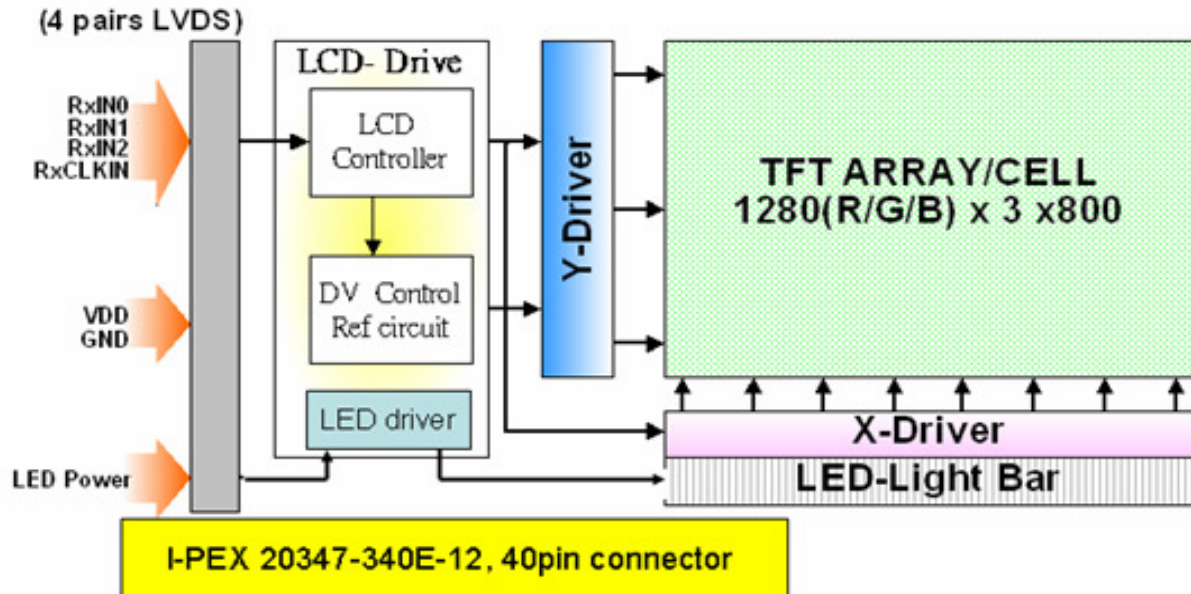 (4 pairs LVDS)
RxIN0
RxIN1
RxIN2
RxCLKIN
VDD
GND
LED Power
LCD- Drive
LCD
Controller
DV Control
Ref circuit
LED driver
Y-Driver
TFT ARRAY/CELL
1280(R/G/B) x 3 x800
X-Driver
LED-Light Bar
I-PEX 20347-340E-12, 40pin connector